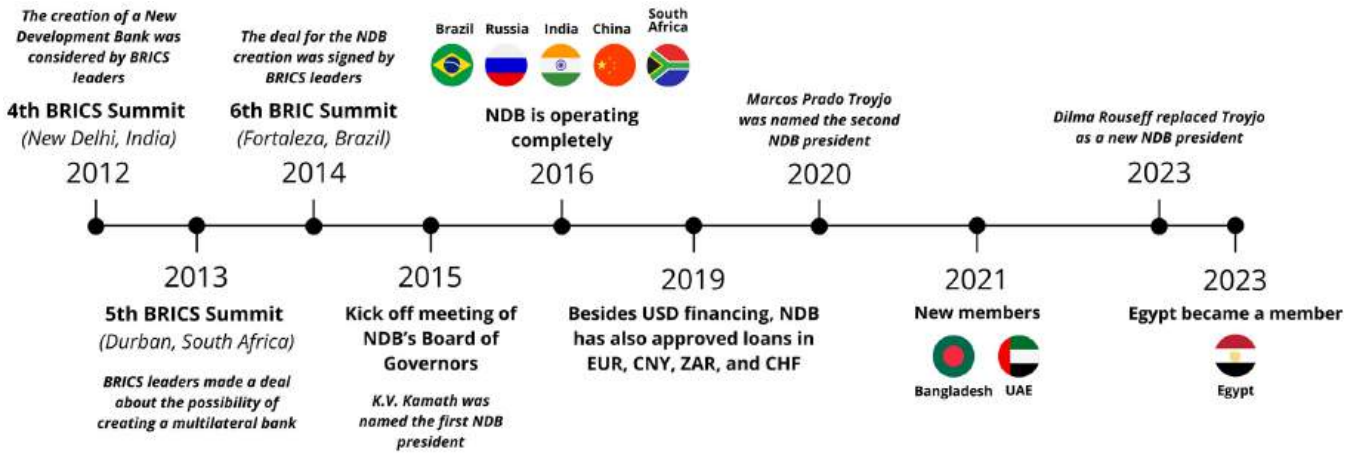 The creation of a New
Development Bank was
considered by BRICS
leaders
4th BRICS Summit
(New Delhi, India)
2012
The deal for the NDB
creation was signed by
BRICS leaders
6th BRIC Summit
(Fortaleza, Brazil)
2014
Brazil
Russia
India
China
South
Africa
NDB is operating
completely
2016
Marcos Prado Troyjo
was named the second
NDB president
2020
Dilma Rouseff replaced Troyjo
as a new NDB president
2023
2013
5th BRICS Summit
(Durban, South Africa)
BRICS leaders made a deal
about the possibility of
creating a multilateral bank
2015
Kick off meeting of
NDB's Board of
Governors
K.V. Kamath was
named the first NDB
president
2019
Besides USD financing, NDB
has also approved loans in
EUR, CNY, ZAR, and CHF
2021
New members
Bangladesh
UAE
2023
Egypt became a member
Egypt